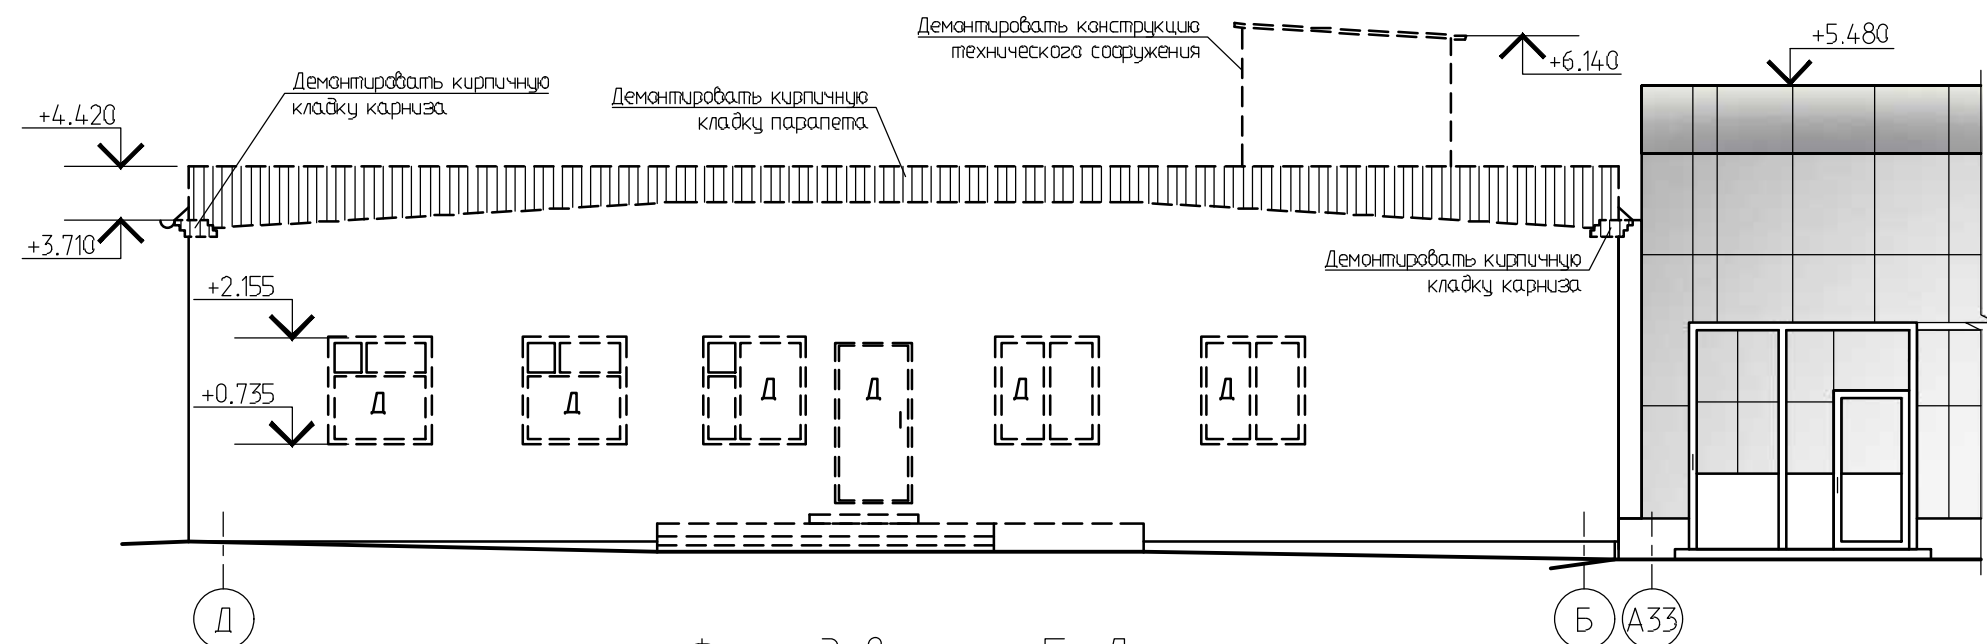 Демонтировать конструкцию
технического сооружения
+5.480
+6.140
Демонтировать кирпичную
кладку карниза
Демонтировать кирпичную
кладку парапета
+4.420
+3.710
Демонтировать кирпичную
кладку карниза
+2.155
+0.735
Д
Д
Д
Д
Д
Д
Д
Б
А33